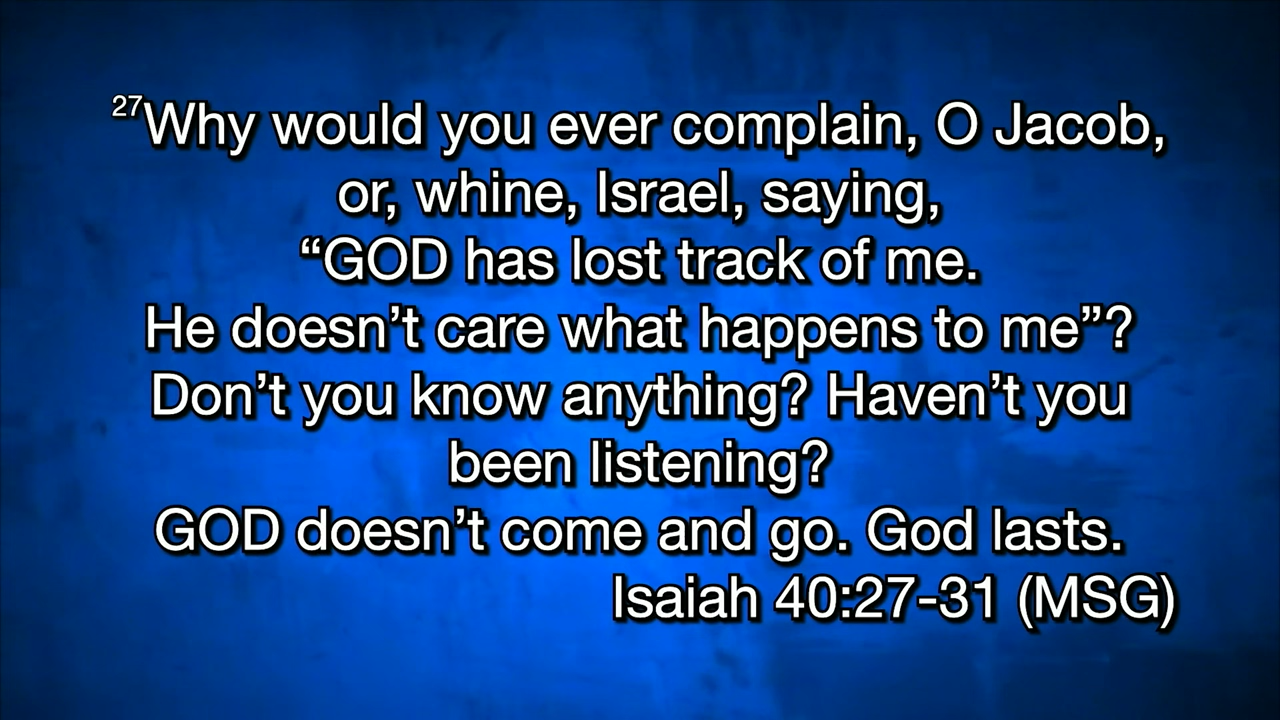 27Why would you ever complain, O Jacob,
or, whine, Israel, saying,
“GOD has lost track of me.
He doesn’t care what happens to me”?
Don’t you know anything? Haven’t you
been listening?
GOD doesn’t come and go. God lasts.
Isaiah 40:27-31 (MSG)